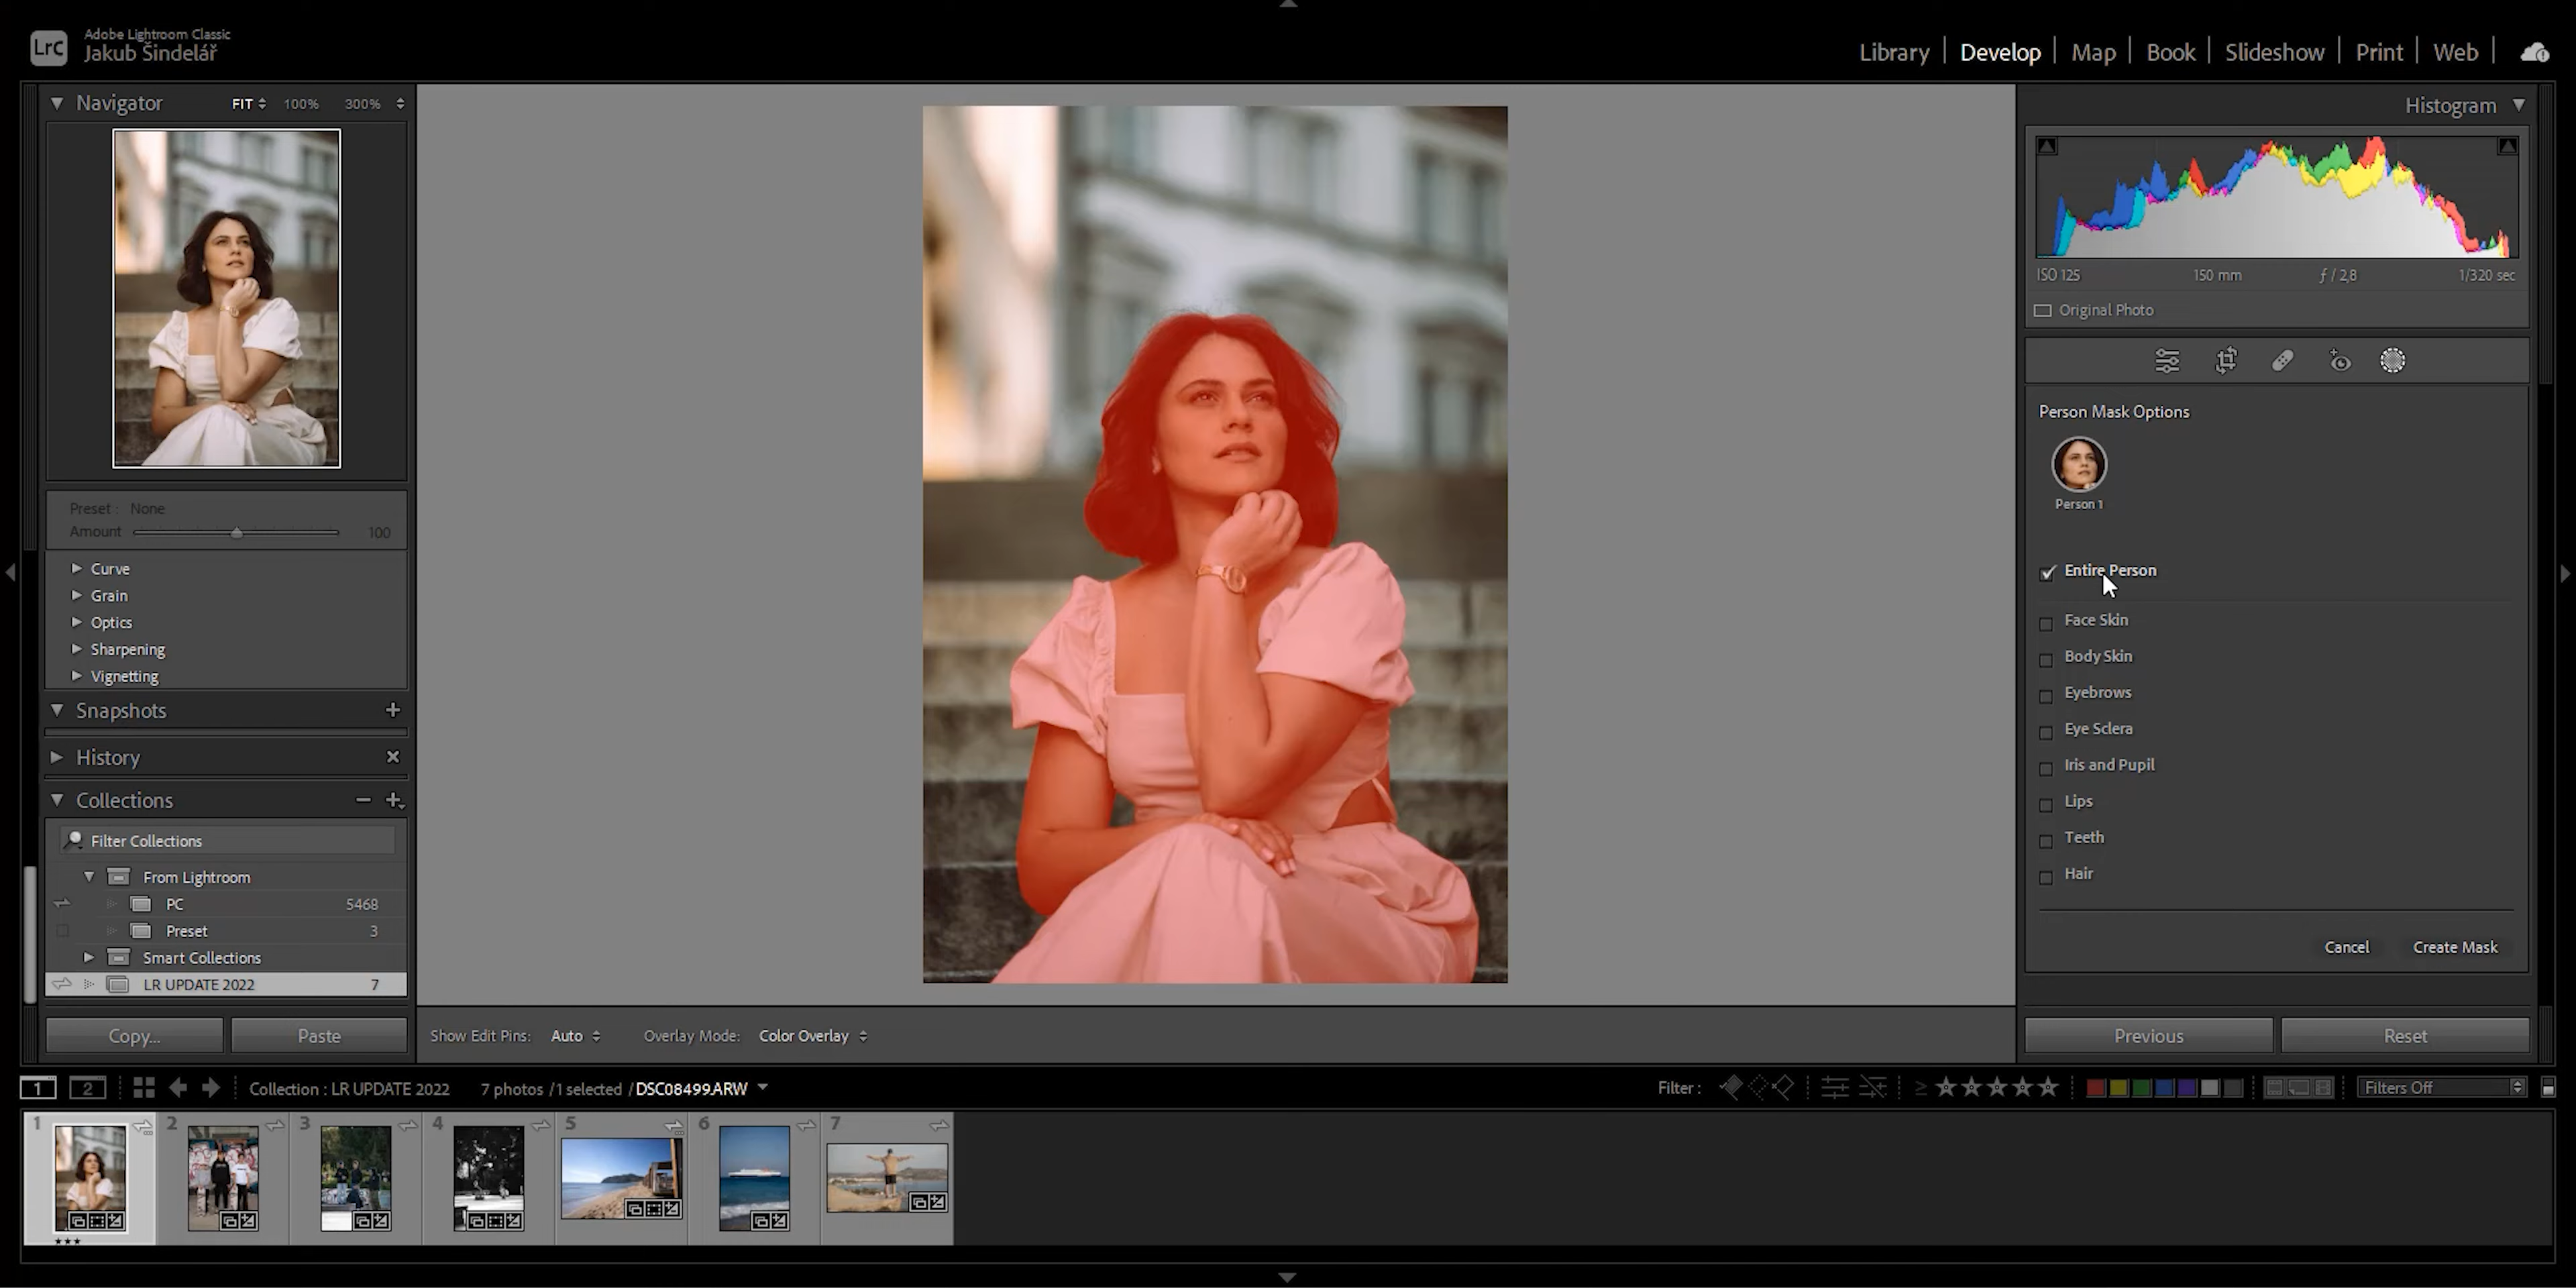 LrC
Adobe Lightroom Classic
Jakub Šindelář
Library
Develop
Map
Book
Slideshow
Print
Web
Navigator
FIT
100%
300%
Histogram
ISO 125
150 mm
ƒ / 2,8
1/320 sec
Original Photo
Person Mask Options
Person 1
Entire Person
Face Skin
Body Skin
Eyebrows
Eye Sclera
Iris and Pupil
Lips
Teeth
Hair
Cancel
Create Mask
Previous
Reset
Preset : None
Amount
100
Curve
Grain
Optics
Sharpening
Vignetting
Snapshots
History
Collections
Filter Collections
From Lightroom
PC 5468
Preset 3
Smart Collections
LR UPDATE 2022 7
Copy...
Paste
Show Edit Pins: Auto
Overlay Mode: Color Overlay
1
2
Collection : LR UPDATE 2022
7 photos /1 selected /DSC08499.ARW
Filter :
≥
Filters Off
1
2
3
4
5
6
7